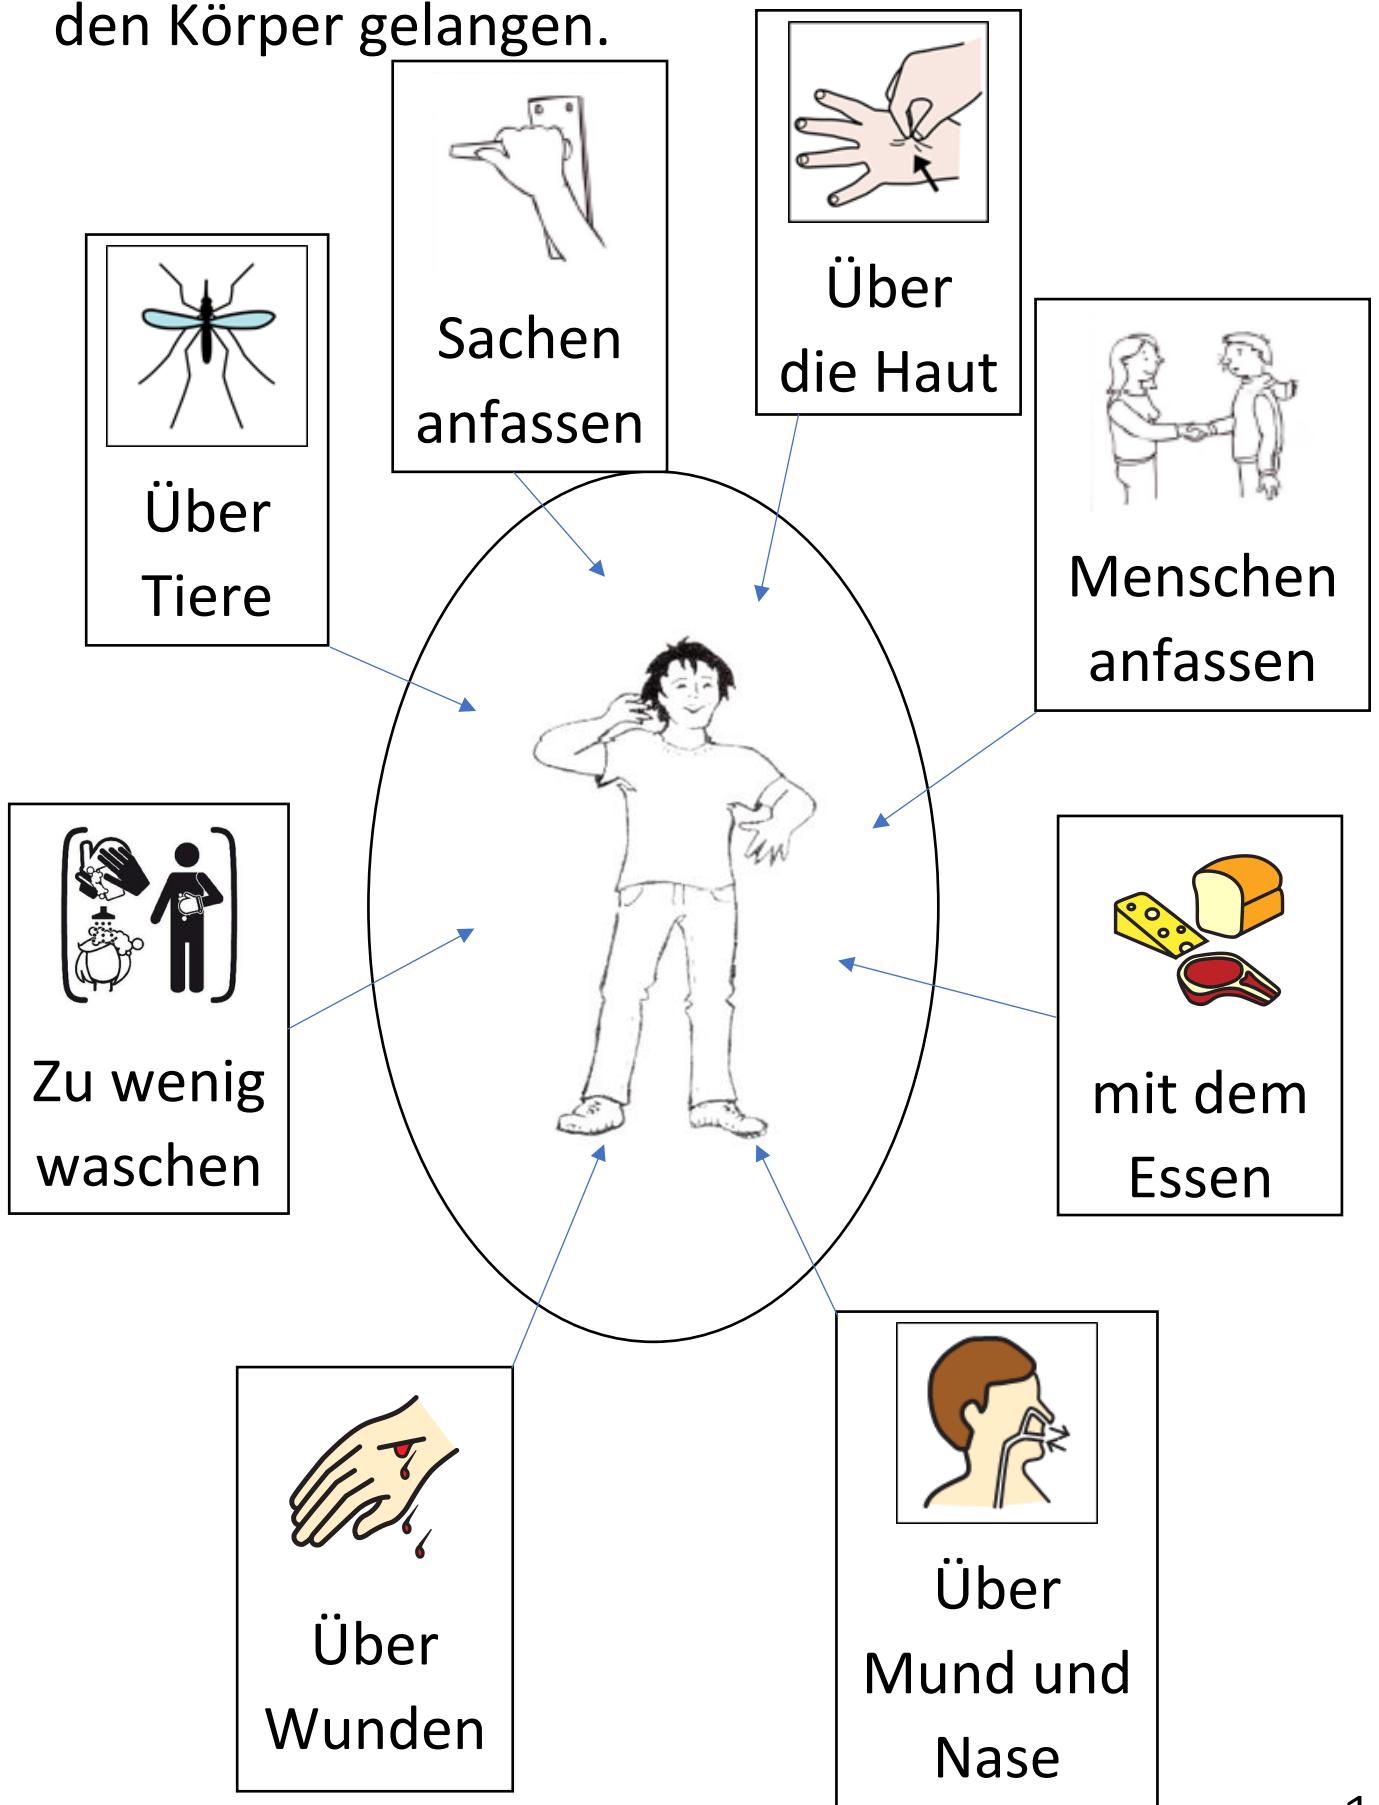 den Körper gelangen.
Sachen
anfassen
Über
die Haut
Über
Tiere
Menschen
anfassen
Zu wenig
waschen
mit dem
Essen
Über
Wunden
Über
Mund und
Nase
1